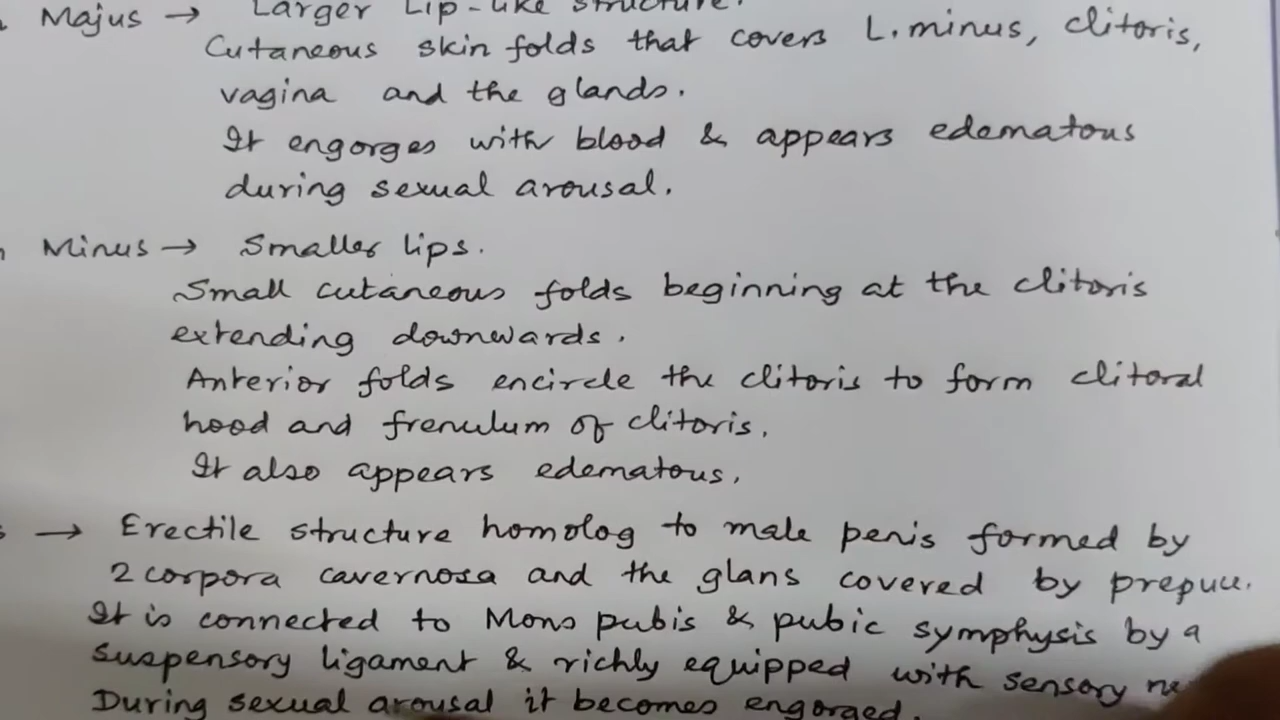 Majus → Larger Lip-like structure.
Cutaneous skin folds that covers L. minus, clitoris,
vagina and the glands.
It engorges with blood & appears edematous
during sexual arousal.
Minus → Smaller lips.
Small cutaneous folds beginning at the clitoris
extending downwards.
Anterior folds encircle the clitoris to form clitoral
hood and frenulum of clitoris.
It also appears edematous.
→ Erectile structure homolog to male penis formed by
2 corpora cavernosa and the glans covered by prepuce.
It is connected to Mons pubis & pubic symphysis by a
suspensory ligament & richly equipped with sensory
During sexual arousal it becomes engorged.